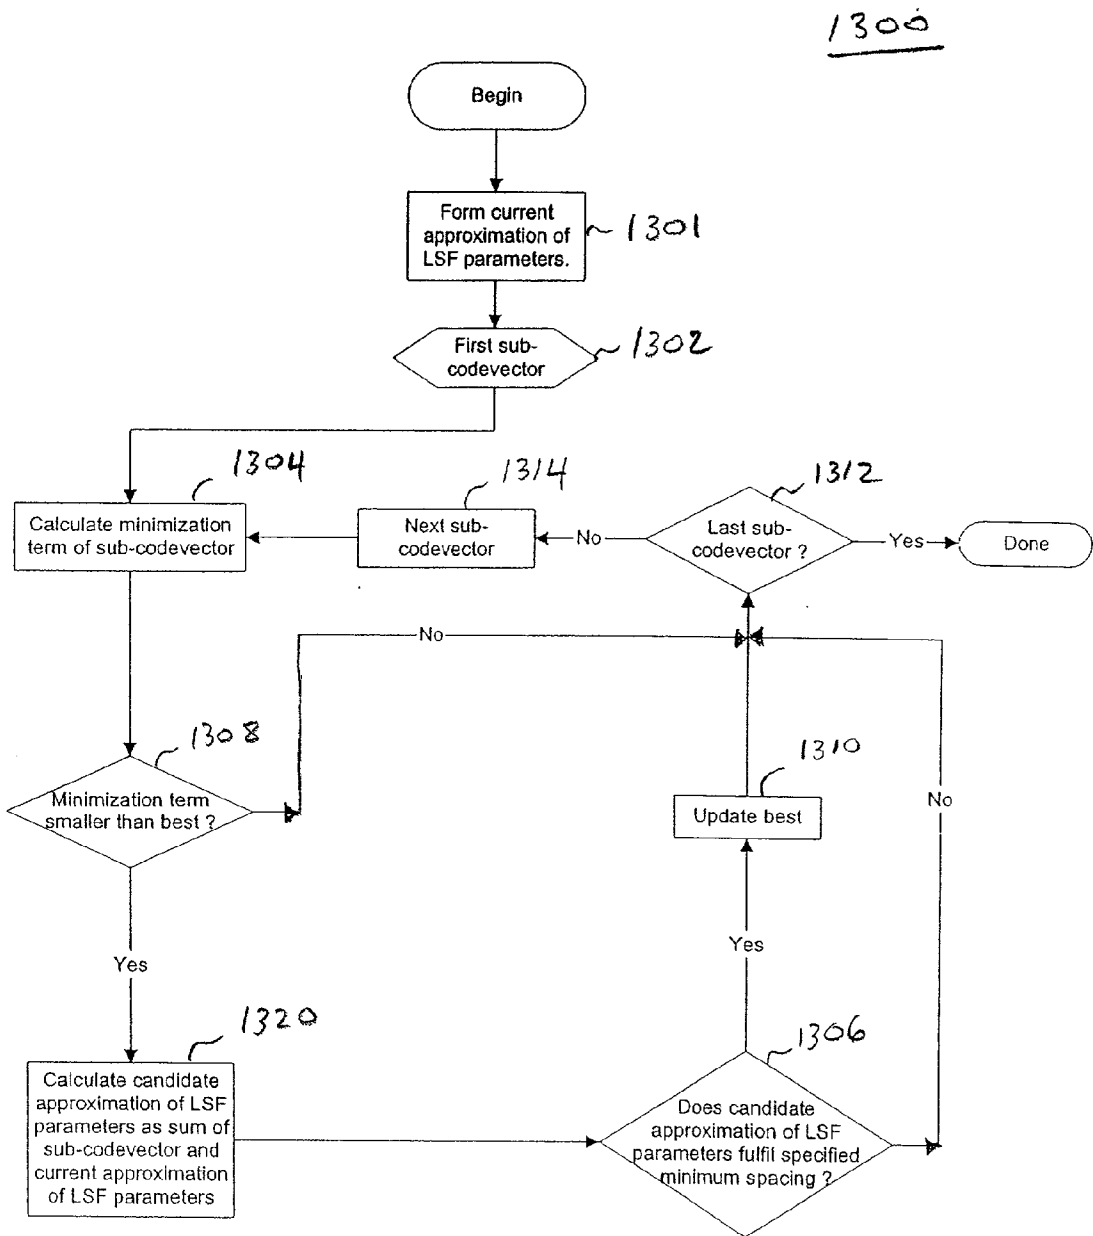 1300
Begin
Form current
approximation of
LSF parameters.
1301
First sub-
codevector
1302
1304
Calculate minimization
term of sub-codevector
1314
Next sub-
codevector
No
1312
Last sub-
codevector ?
Yes
Done
No
1308
Minimization term
smaller than best ?
1310
Update best
No
Yes
Yes
1320
Calculate candidate
approximation of LSF
parameters as sum of
sub-codevector and
current approximation
of LSF parameters
1306
Does candidate
approximation of LSF
parameters fulfil specified
minimum spacing ?